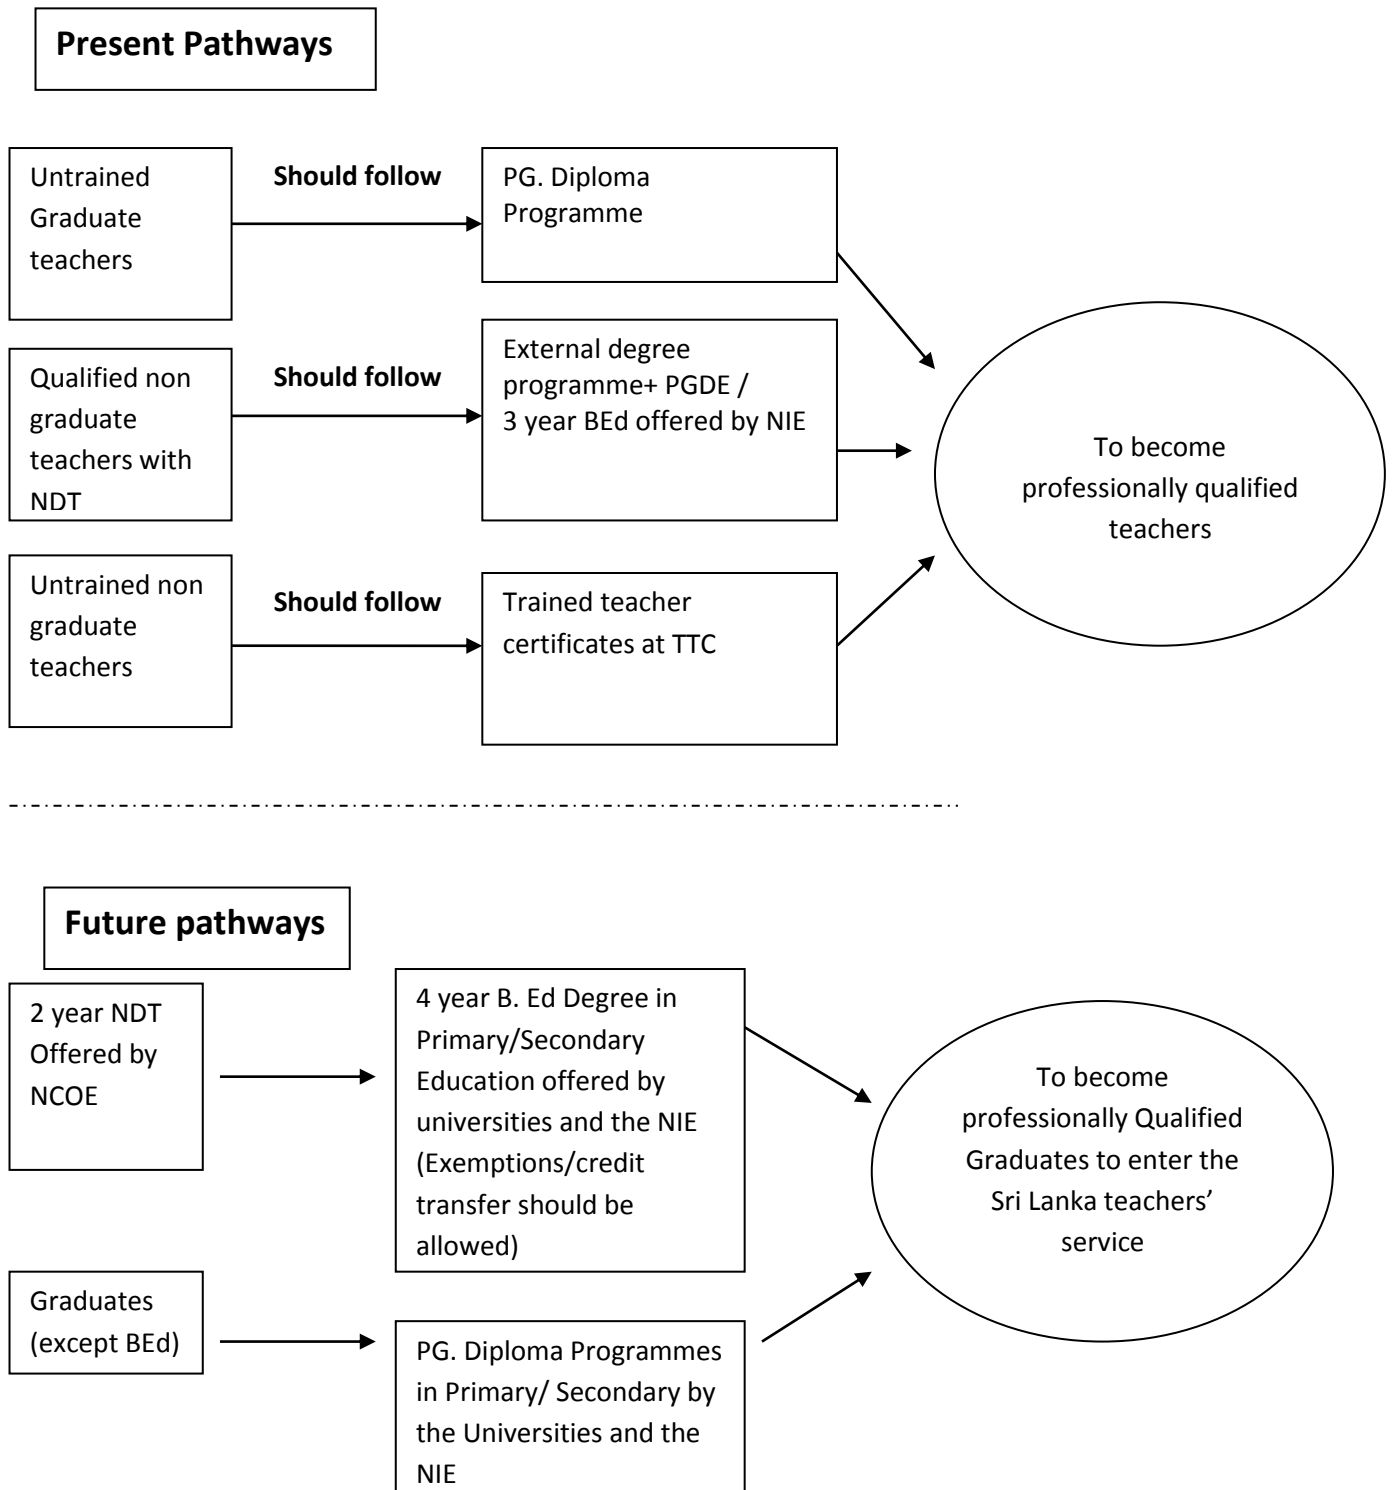 Present Pathways
Untrained
Graduate
teachers
Should follow
PG. Diploma
Programme
Qualified non
graduate
teachers with
NDT
Should follow
External degree
programme+ PGDE /
3 year BEd offered by NIE
To become
professionally qualified
teachers
Untrained non
graduate
teachers
Should follow
Trained teacher
certificates at TTC
Future pathways
2 year NDT
Offered by
NCOE
4 year B. Ed Degree in
Primary/Secondary
Education offered by
universities and the NIE
(Exemptions/credit
transfer should be
allowed)
To become
professionally Qualified
Graduates to enter the
Sri Lanka teachers’
service
Graduates
(except BEd)
PG. Diploma Programmes
in Primary/ Secondary by
the Universities and the
NIE